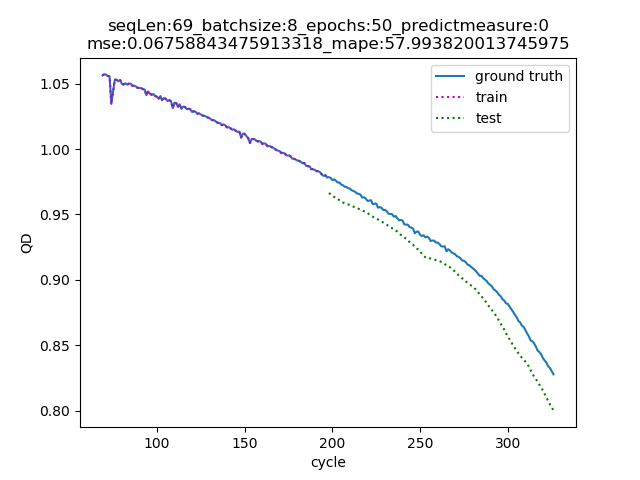 seqLen:69_batchsize:8_epochs:50_predictmeasure:0
mse:0.06758843475913318_mape:57.993820013745975
ground truth
train
test
1.05
1.00
0.95
0.90
0.85
0.80
QD
100 150 200 250 300
cycle